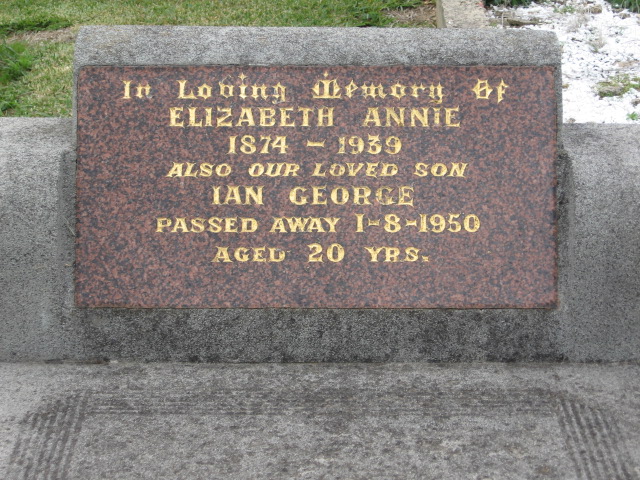 In Loving Memory Of
ELIZABETH ANNIE
1874 - 1939
ALSO OUR LOVED SON
IAN GEORGE
PASSED AWAY 1-8-1950
AGED 20 YRS.